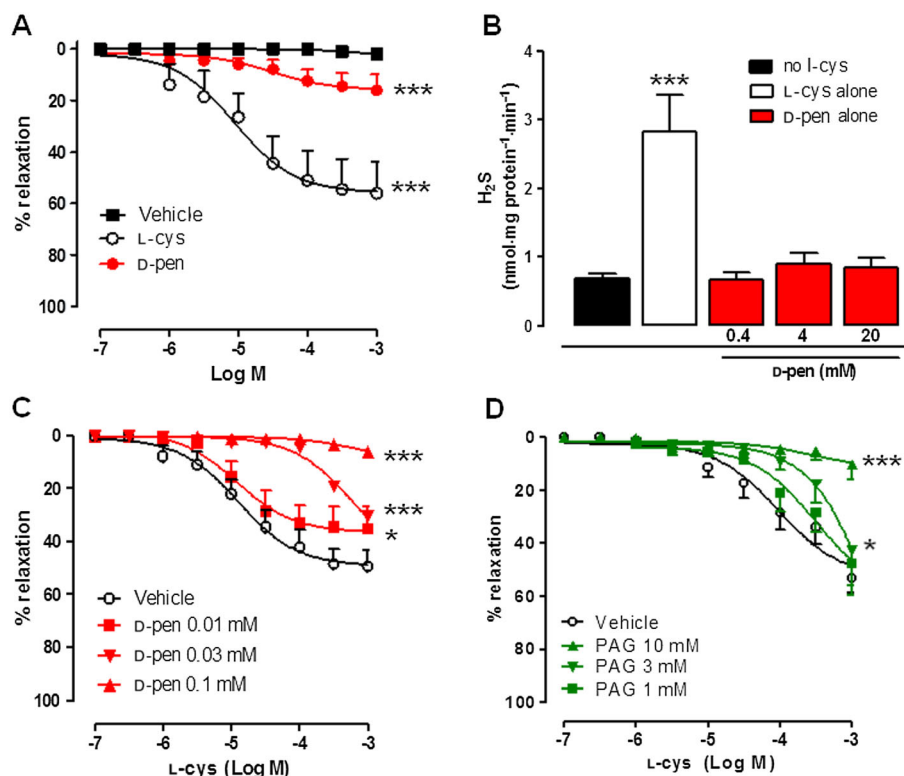 A
0
20
40
60
80
100
% relaxation
***
***
Vehicle
L-cys
D-pen
-7
-6
-5
-4
-3
Log M
B
4
3
2
1
0
H₂S
(nmol·mg protein⁻¹·min⁻¹)
***
no l-cys
L-cys alone
D-pen alone
0.4 4 20
D-pen (mM)
C
0
20
40
60
80
100
% relaxation
***
***
*
Vehicle
D-pen 0.01 mM
D-pen 0.03 mM
D-pen 0.1 mM
-7
-6
-5
-4
-3
L-cys (Log M)
D
0
20
40
60
80
100
% relaxation
***
*
Vehicle
PAG 10 mM
PAG 3 mM
PAG 1 mM
-7
-6
-5
-4
-3
L-cys (Log M)